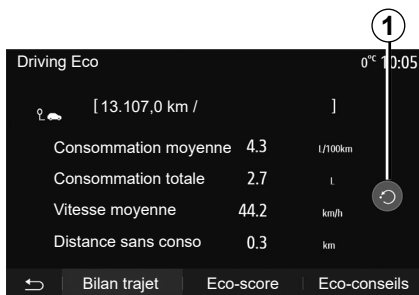 1
Driving Eco 0°C 10:05
[ 13.107,0 km / ]
Consommation moyenne 4.3 L/100km
Consommation totale 2.7 L
Vitesse moyenne 44.2 km/h
Distance sans conso 0.3 km
Bilan trajet Eco-score Eco-conseils